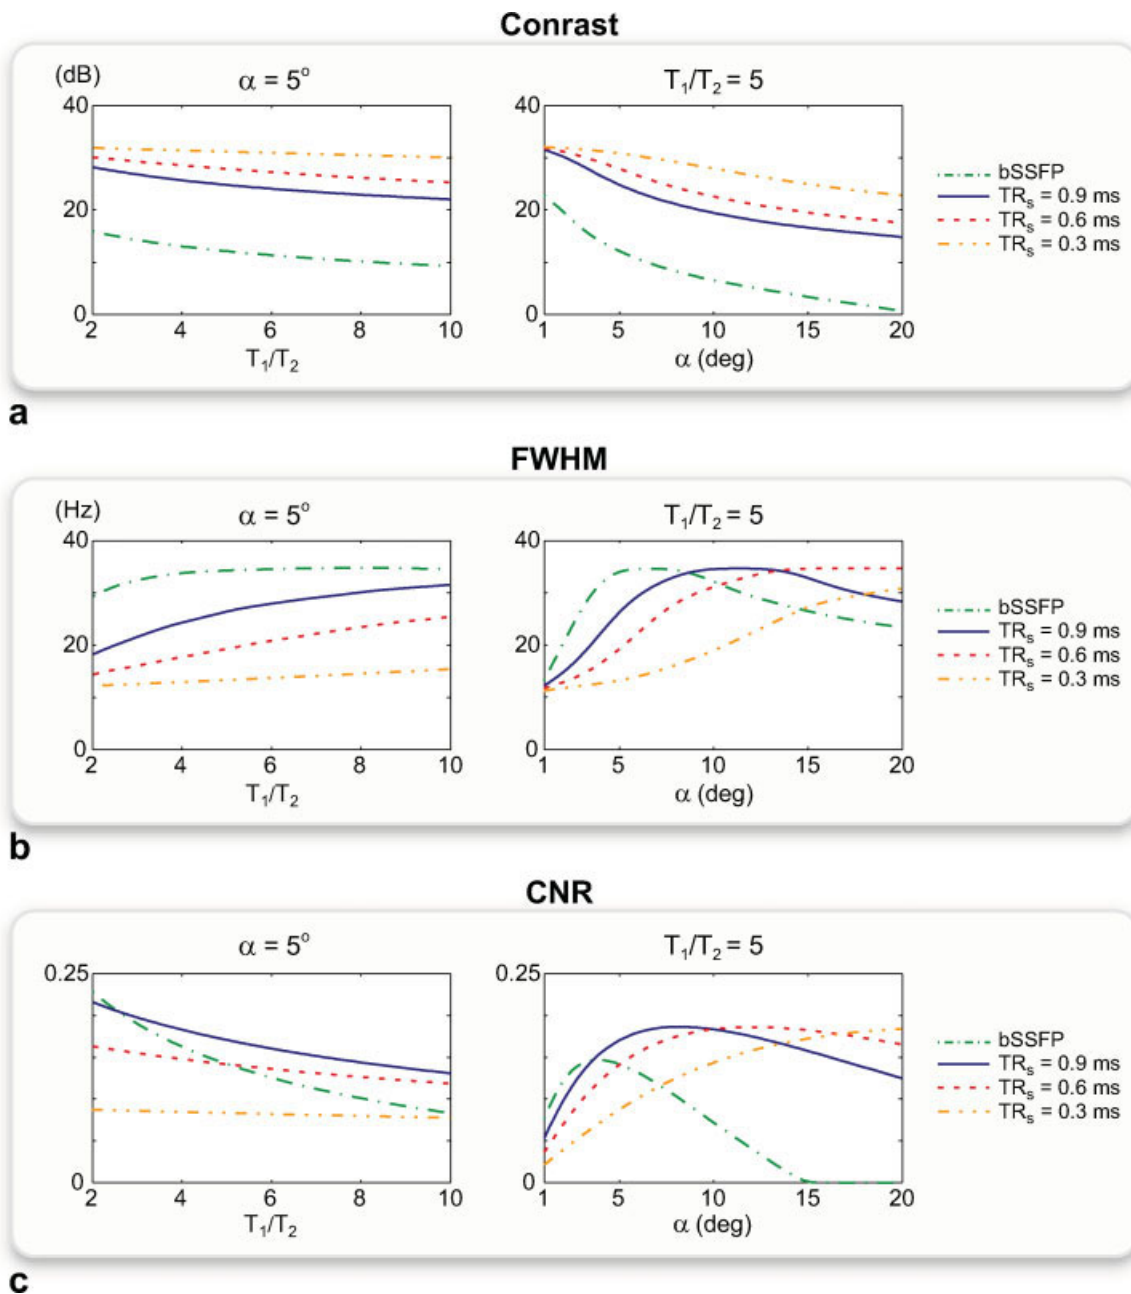 Conrast
(dB)
α = 5°
T₁/T₂ = 5
40
20
0
2 4 6 8 10
T₁/T₂
40
20
0
1 5 10 15 20
α (deg)
bSSFP
TRₛ = 0.9 ms
TRₛ = 0.6 ms
TRₛ = 0.3 ms
a
FWHM
(Hz)
α = 5°
T₁/T₂ = 5
40
20
0
2 4 6 8 10
T₁/T₂
40
20
0
1 5 10 15 20
α (deg)
bSSFP
TRₛ = 0.9 ms
TRₛ = 0.6 ms
TRₛ = 0.3 ms
b
CNR
α = 5°
T₁/T₂ = 5
0.25
0
2 4 6 8 10
T₁/T₂
0.25
0
1 5 10 15 20
α (deg)
bSSFP
TRₛ = 0.9 ms
TRₛ = 0.6 ms
TRₛ = 0.3 ms
c